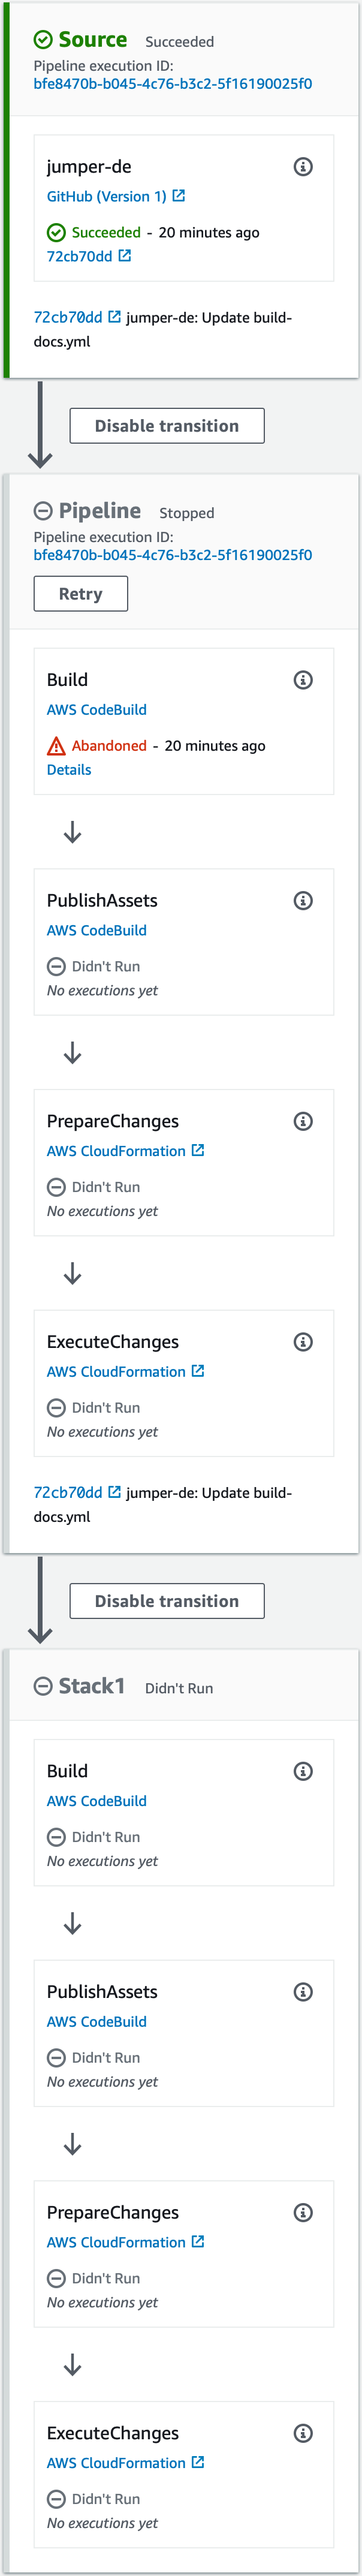 Source Succeeded
Pipeline execution ID:
bfe8470b-b045-4c76-b3c2-5f16190025f0
jumper-de
GitHub (Version 1)
Succeeded - 20 minutes ago
72cb70dd
72cb70dd jumper-de: Update build-
docs.yml
Disable transition
Pipeline Stopped
Pipeline execution ID:
bfe8470b-b045-4c76-b3c2-5f16190025f0
Retry
Build
AWS CodeBuild
Abandoned - 20 minutes ago
Details
PublishAssets
AWS CodeBuild
Didn't Run
No executions yet
PrepareChanges
AWS CloudFormation
Didn't Run
No executions yet
ExecuteChanges
AWS CloudFormation
Didn't Run
No executions yet
72cb70dd jumper-de: Update build-
docs.yml
Disable transition
Stack1 Didn't Run
Build
AWS CodeBuild
Didn't Run
No executions yet
PublishAssets
AWS CodeBuild
Didn't Run
No executions yet
PrepareChanges
AWS CloudFormation
Didn't Run
No executions yet
ExecuteChanges
AWS CloudFormation
Didn't Run
No executions yet